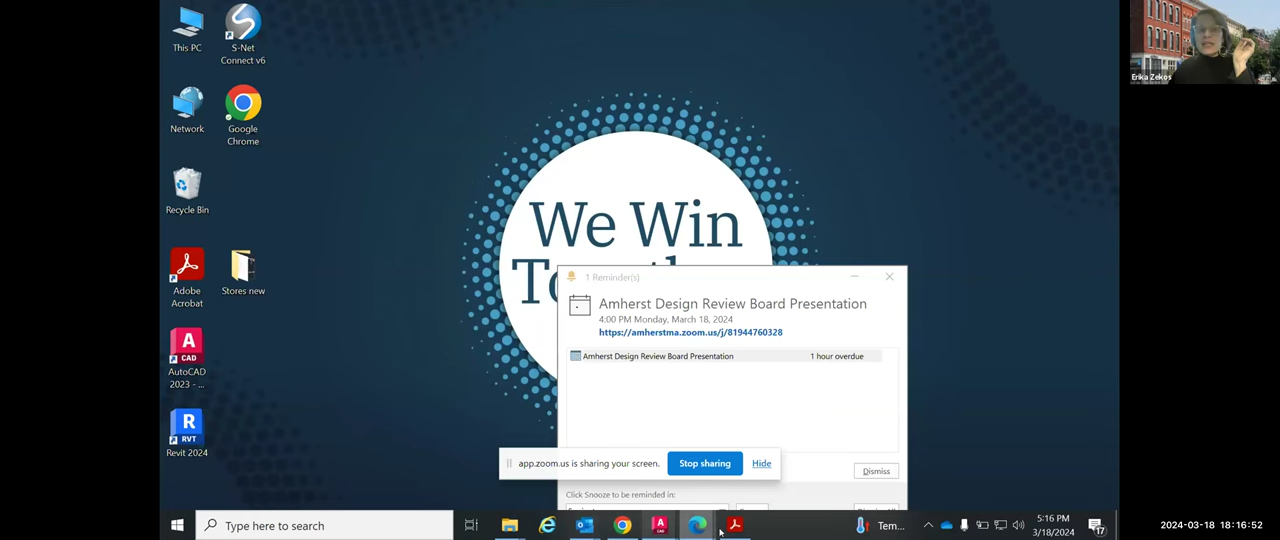 This PC
S-Net
Connect v6
Erika Zekos
Network
Google
Chrome
Recycle Bin
We Win
1 Reminder(s)
Amherst Design Review Board Presentation
4:00 PM Monday, March 18, 2024
https://amherstma.zoom.us/j/81944760328
Adobe
Acrobat
Stores new
Amherst Design Review Board Presentation 1 hour overdue
A
CAD
AutoCAD
2023 - ...
R
RVT
Revit 2024
app.zoom.us is sharing your screen. Stop sharing Hide
Dismiss
Click Snooze to be reminded in:
Type here to search
A
CAD
Tem...
5:16 PM
3/18/2024
17
2024-03-18 18:16:52